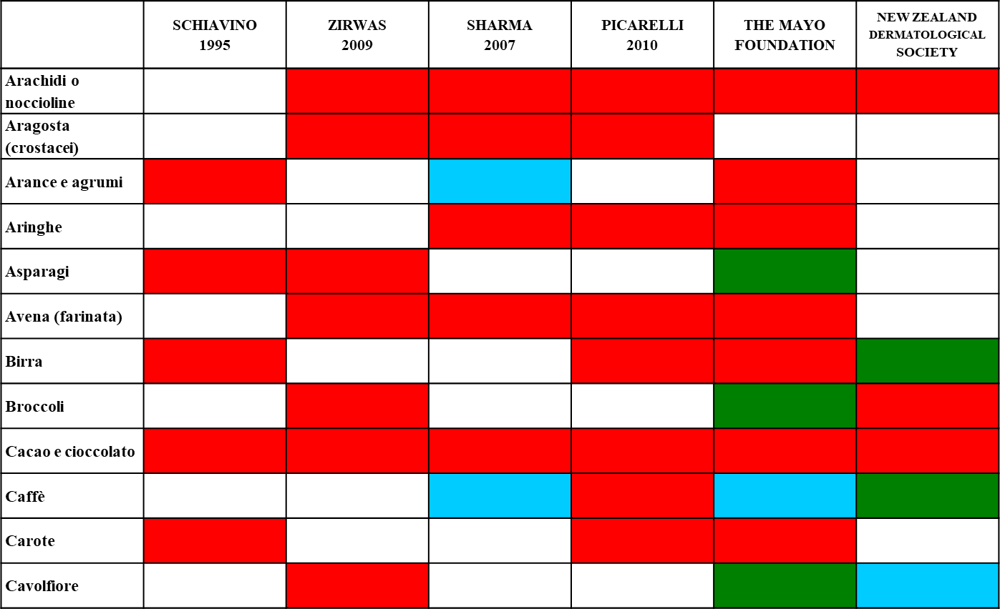 SCHIAVINO
1995
ZIRWAS
2009
SHARMA
2007
PICARELLI
2010
THE MAYO
FOUNDATION
NEW ZEALAND
DERMATOLOGICAL
SOCIETY
Arachidi o
noccioline
Aragosta
(crostacei)
Arance e agrumi
Aringhe
Asparagi
Avena (farinata)
Birra
Broccoli
Cacao e cioccolato
Caffè
Carote
Cavolfiore